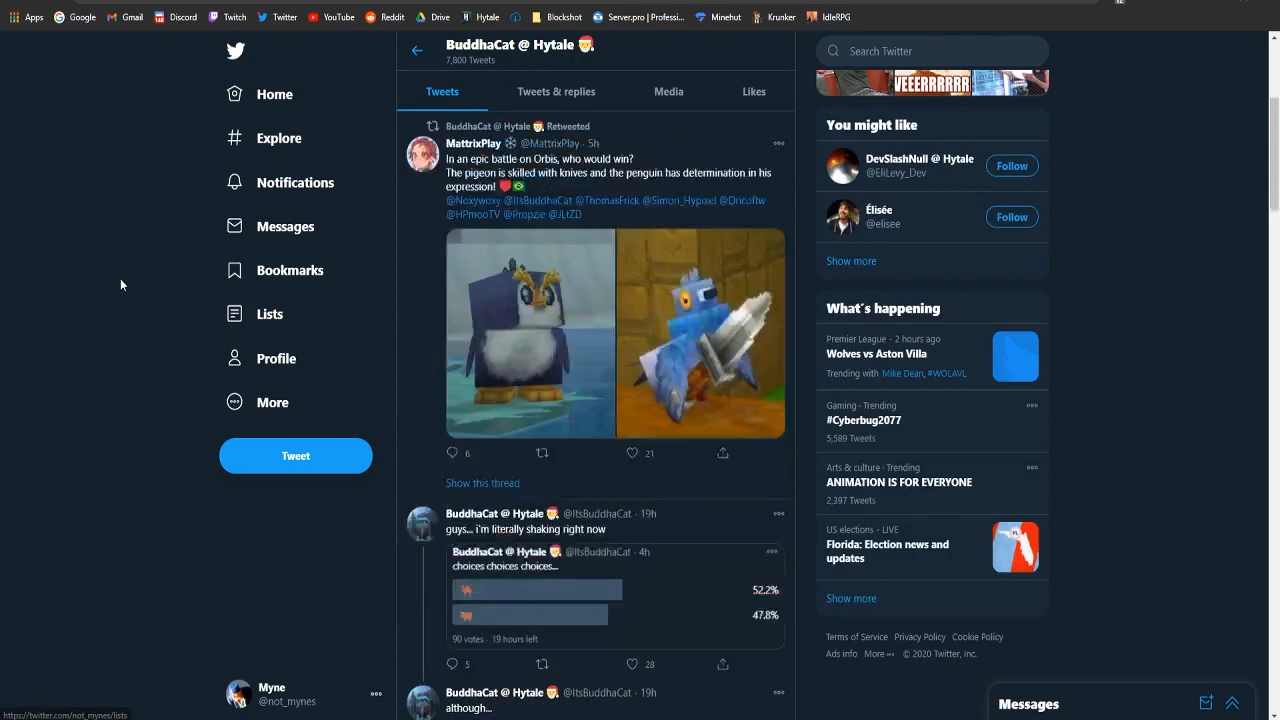 Apps Google Gmail Discord Twitch Twitter YouTube Reddit Drive Hytale Blockshot Server.pro | Professi... Minehut Krunker IdleRPG
Home
Explore
Notifications
Messages
Bookmarks
Lists
Profile
More
Tweet
Myne
@not_mynes
https://twitter.com/not_mynes/lists
BuddhaCat @ Hytale 🎅
7,800 Tweets
Tweets Tweets & replies Media Likes
BuddhaCat @ Hytale 🎅 Retweeted
MattrixPlay ❄ @MattrixPlay · 5h
In an epic battle on Orbis, who would win?
The pigeon is skilled with knives and the penguin has determination in his
expression! ❤️🇧🇷
@Noxywoxy @ItsBuddhaCat @ThomasFrick @Simon_Hypixel @Dricaftw
@HPmooTV @Propzie @JLtZD
6 21
Show this thread
BuddhaCat @ Hytale 🎅 @ItsBuddhaCat · 19h
guys... i'm literally shaking right now
BuddhaCat @ Hytale 🎅 @ItsBuddhaCat · 4h
choices choices choices...
🐪 52.2%
🐂 47.8%
90 votes · 19 hours left
5 28
BuddhaCat @ Hytale 🎅 @ItsBuddhaCat · 19h
although...
Search Twitter
VEERRRRRR
You might like
DevSlashNull @ Hytale
@EliLevy_Dev
Follow
Élisée
@elisee
Follow
Show more
What's happening
Premier League · 2 hours ago
Wolves vs Aston Villa
Trending with Mike Dean, #WOLAVL
Gaming · Trending
#Cyberbug2077
5,589 Tweets
Arts & culture · Trending
ANIMATION IS FOR EVERYONE
2,397 Tweets
US elections · LIVE
Florida: Election news and
updates
Show more
Terms of Service Privacy Policy Cookie Policy
Ads info More ··· © 2020 Twitter, Inc.
Messages